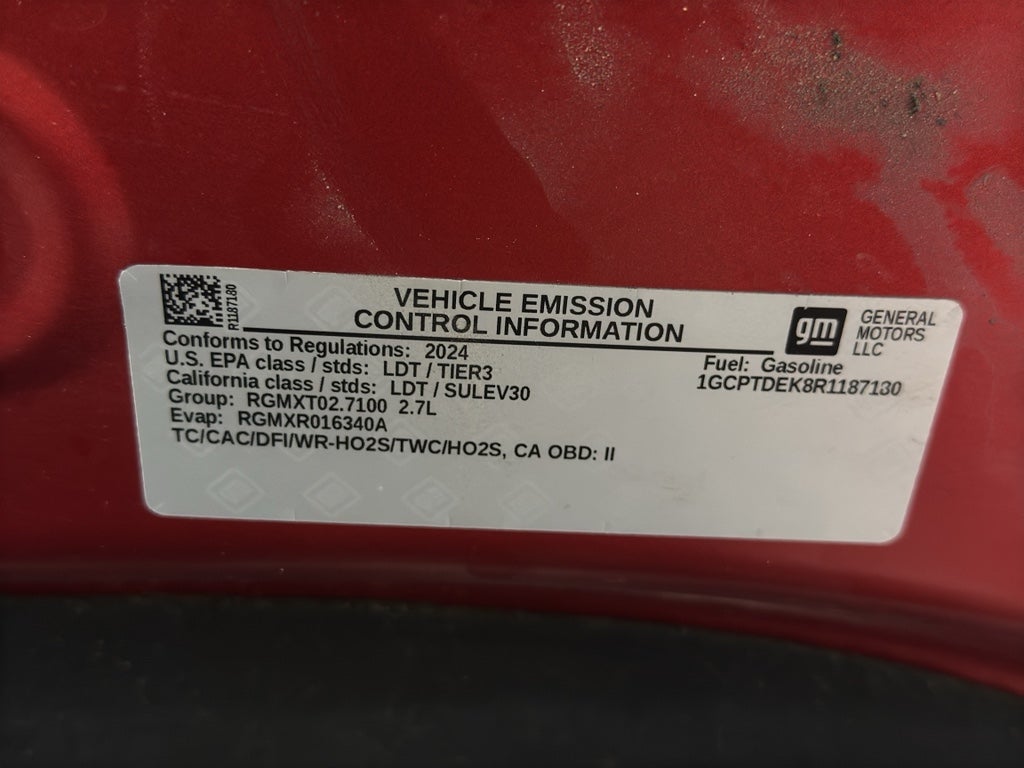 R1187130
VEHICLE EMISSION
CONTROL INFORMATION
gm
GENERAL
MOTORS
LLC
Conforms to Regulations: 2024
U.S. EPA class / stds: LDT / TIER3
California class / stds: LDT / SULEV30
Group: RGMXT02.7100 2.7L
Evap: RGMXR016340A
TC/CAC/DFI/WR-HO2S/TWC/HO2S, CA OBD: II
Fuel: Gasoline
1GCPTDEK8R1187130